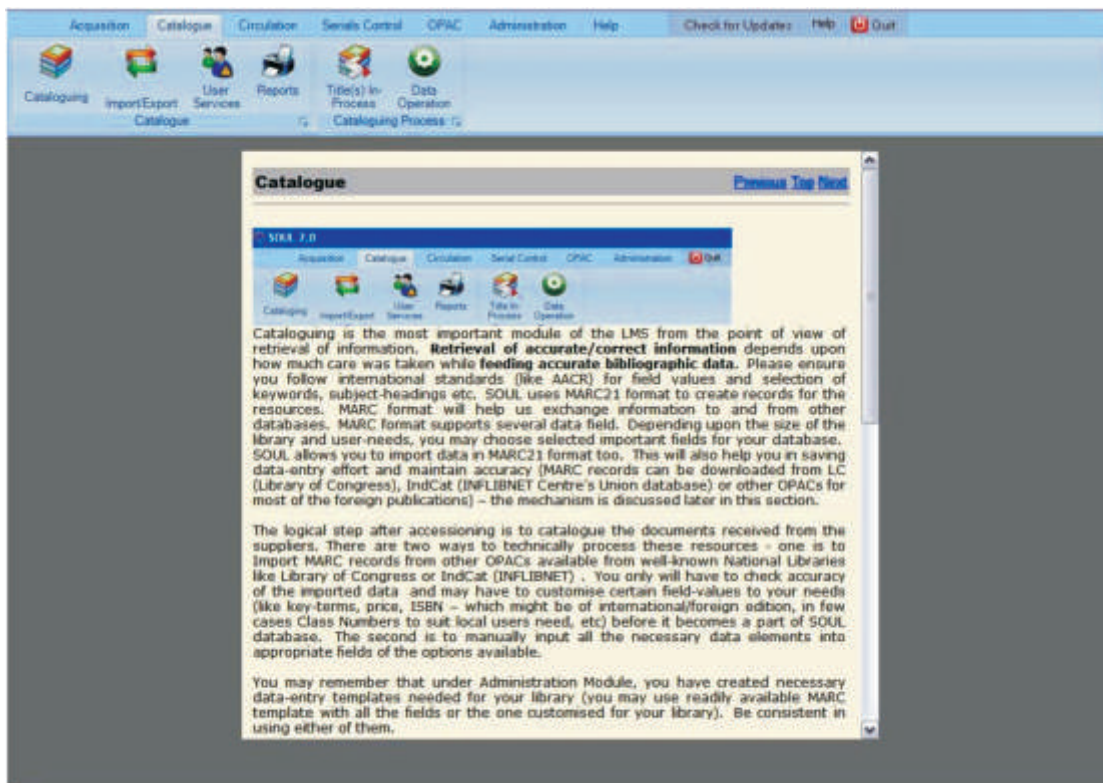 Acquisition Catalogue Circulation Serials Control OPAC Administration Help Check for Updates Help Quit
Cataloguing Import/Export User Services Reports Title(s) In-Process Data Operation
Catalogue Cataloguing Process
Catalogue Previous Top Next
SOUL 2.0
Acquisition Catalogue Circulation Serial Control OPAC Administration Quit
Cataloging Import/Export User Services Reports Title In Process Data Operation
Cataloguing is the most important module of the LMS from the point of view of
retrieval of information. Retrieval of accurate/correct information depends upon
how much care was taken while feeding accurate bibliographic data. Please ensure
you follow international standards (like AACR) for field values and selection of
keywords, subject-headings etc. SOUL uses MARC21 format to create records for the
resources. MARC format will help us exchange information to and from other
databases. MARC format supports several data field. Depending upon the size of the
library and user-needs, you may choose selected important fields for your database.
SOUL allows you to import data in MARC21 format too. This will also help you in saving
data-entry effort and maintain accuracy (MARC records can be downloaded from LC
(Library of Congress), IndCat (INFLIBNET Centre's Union database) or other OPACs for
most of the foreign publications) – the mechanism is discussed later in this section.
The logical step after accessioning is to catalogue the documents received from the
suppliers. There are two ways to technically process these resources - one is to
Import MARC records from other OPACs available from well-known National Libraries
like Library of Congress or IndCat (INFLIBNET) . You only will have to check accuracy
of the imported data and may have to customise certain field-values to your needs
(like key-terms, price, ISBN – which might be of international/foreign edition, in few
cases Class Numbers to suit local users need, etc) before it becomes a part of SOUL
database. The second is to manually input all the necessary data elements into
appropriate fields of the options available.
You may remember that under Administration Module, you have created necessary
data-entry templates needed for your library (you may use readily available MARC
template with all the fields or the one customised for your library). Be consistent in
using either of them.